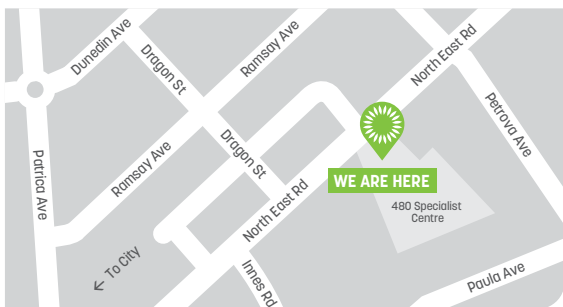 Dunedin Ave
Dragon St
Ramsay Ave
North East Rd
Petrova Ave
Patrica Ave
Ramsay Ave
Dragon St
WE ARE HERE
480 Specialist
Centre
North East Rd
← To City
Innes Rd
Paula Ave